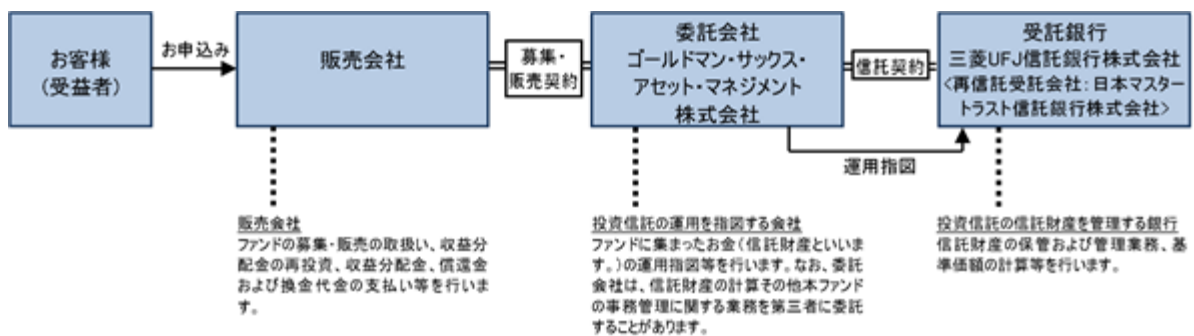 お客様
(受益者)
お申込み
販売会社
募集・
販売契約
委託会社
ゴールドマン・サックス・
アセット・マネジメント
株式会社
信託契約
受託銀行
三菱UFJ信託銀行株式会社
<再信託受託会社:日本マスター
トラスト信託銀行株式会社>
運用指図
販売会社
ファンドの募集・販売の取扱い、収益分
配金の再投資、収益分配金、償還金
および換金代金の支払い等を行いま
す。
投資信託の運用を指図する会社
ファンドに集まったお金(信託財産といいま
す。)の運用指図等を行います。なお、委託
会社は、信託財産の計算その他本ファンド
の事務管理に関する業務を第三者に委託
することがあります。
投資信託の信託財産を管理する銀行
信託財産の保管および管理業務、基
準価額の計算等を行います。